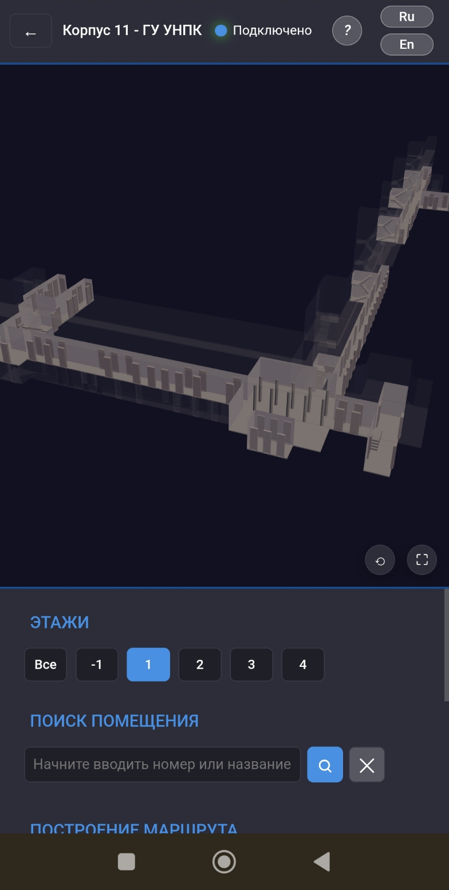 ←
Корпус 11 - ГУ УНПК
Подключено
?
Ru
En
ЭТАЖИ
Все -1 1 2 3 4
ПОИСК ПОМЕЩЕНИЯ
Начните вводить номер или название
ПОСТРОЕНИЕ МАРШРУТА